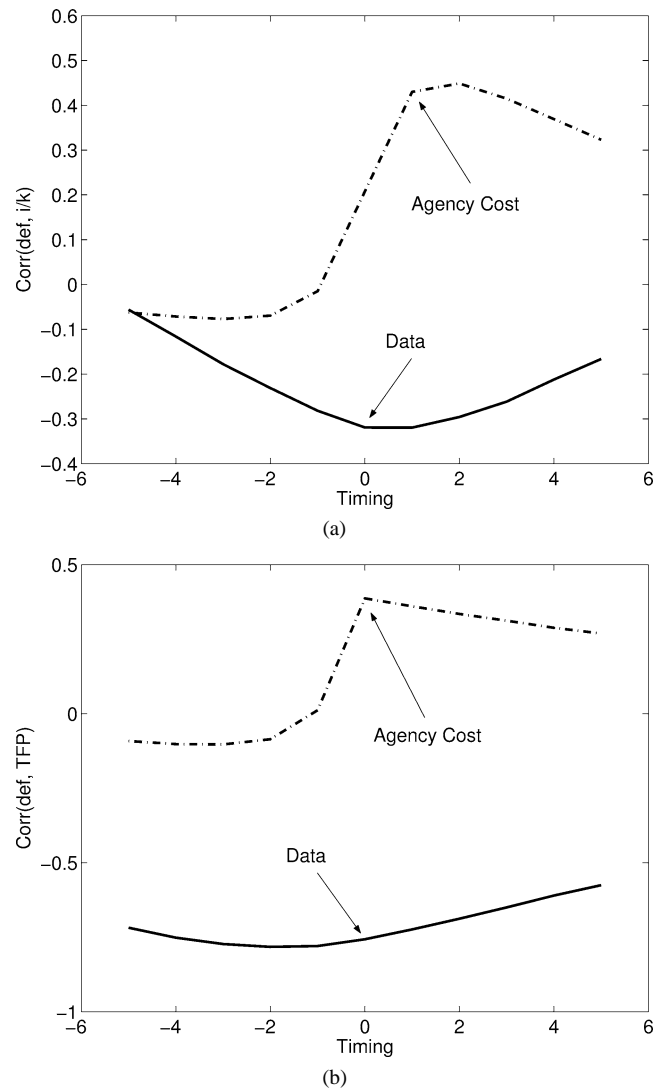 0.6
0.5
0.4
0.3
0.2
0.1
0
−0.1
−0.2
−0.3
−0.4
Corr(def, i/k)
Agency Cost
Data
−6 −4 −2 0 2 4 6
Timing
(a)
0.5
0
−0.5
−1
Corr(def, TFP)
Agency Cost
Data
−6 −4 −2 0 2 4 6
Timing
(b)